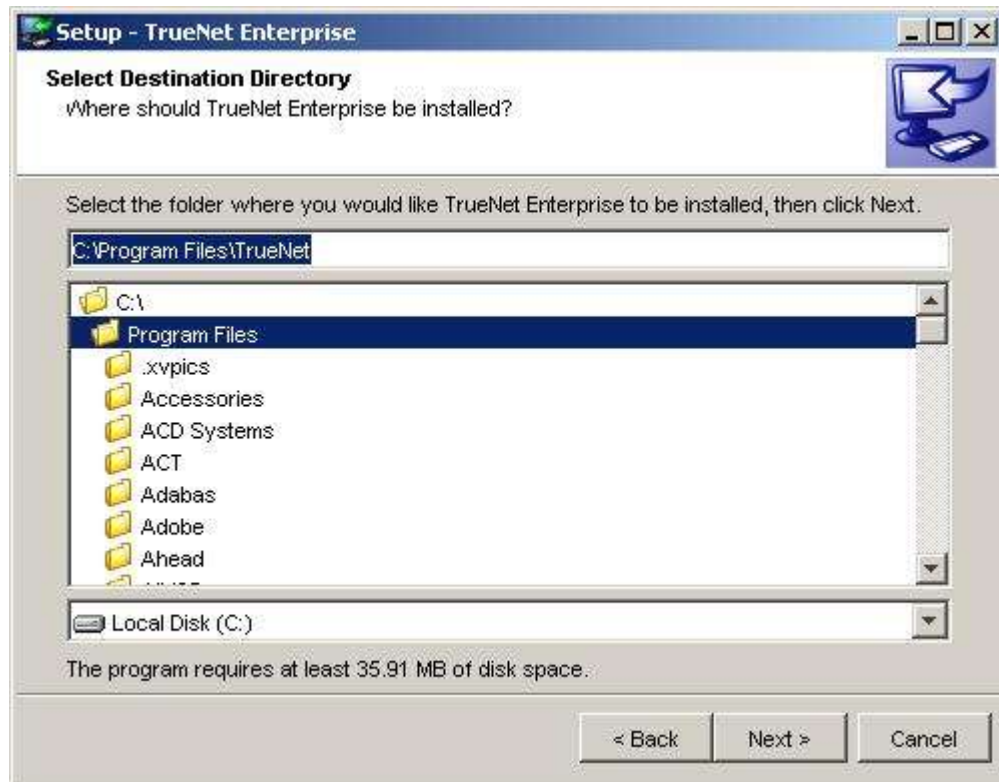 Setup - TrueNet Enterprise
Select Destination Directory
Where should TrueNet Enterprise be installed?
Select the folder where you would like TrueNet Enterprise to be installed, then click Next.
C:\Program Files\TrueNet
C:\
Program Files
.xvpics
Accessories
ACD Systems
ACT
Adabas
Adobe
Ahead
Local Disk (C:)
The program requires at least 35.91 MB of disk space.
< Back
Next >
Cancel